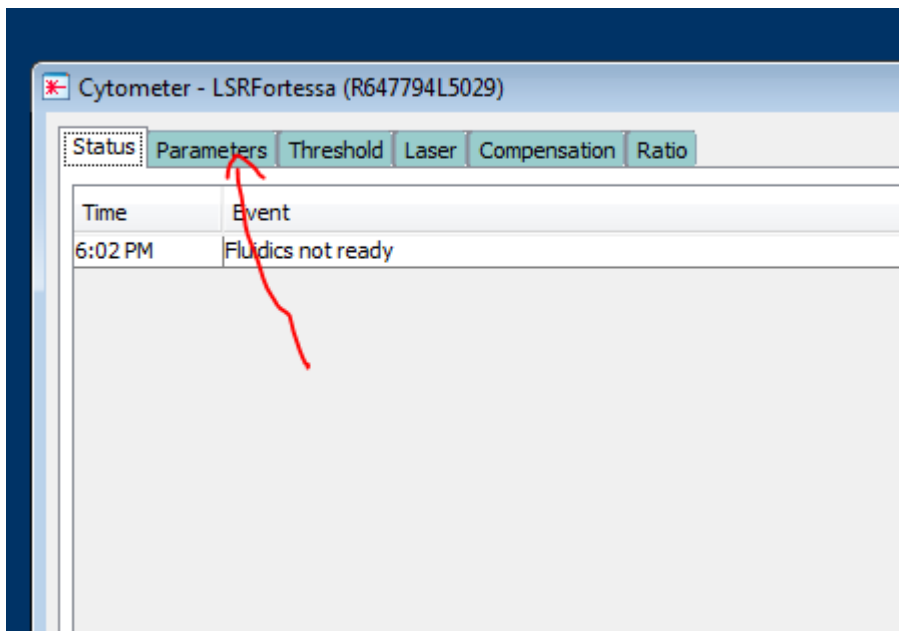 Cytometer - LSRFortessa (R647794L5029)
Status Parameters Threshold Laser Compensation Ratio
Time Event
6:02 PM Fluidics not ready